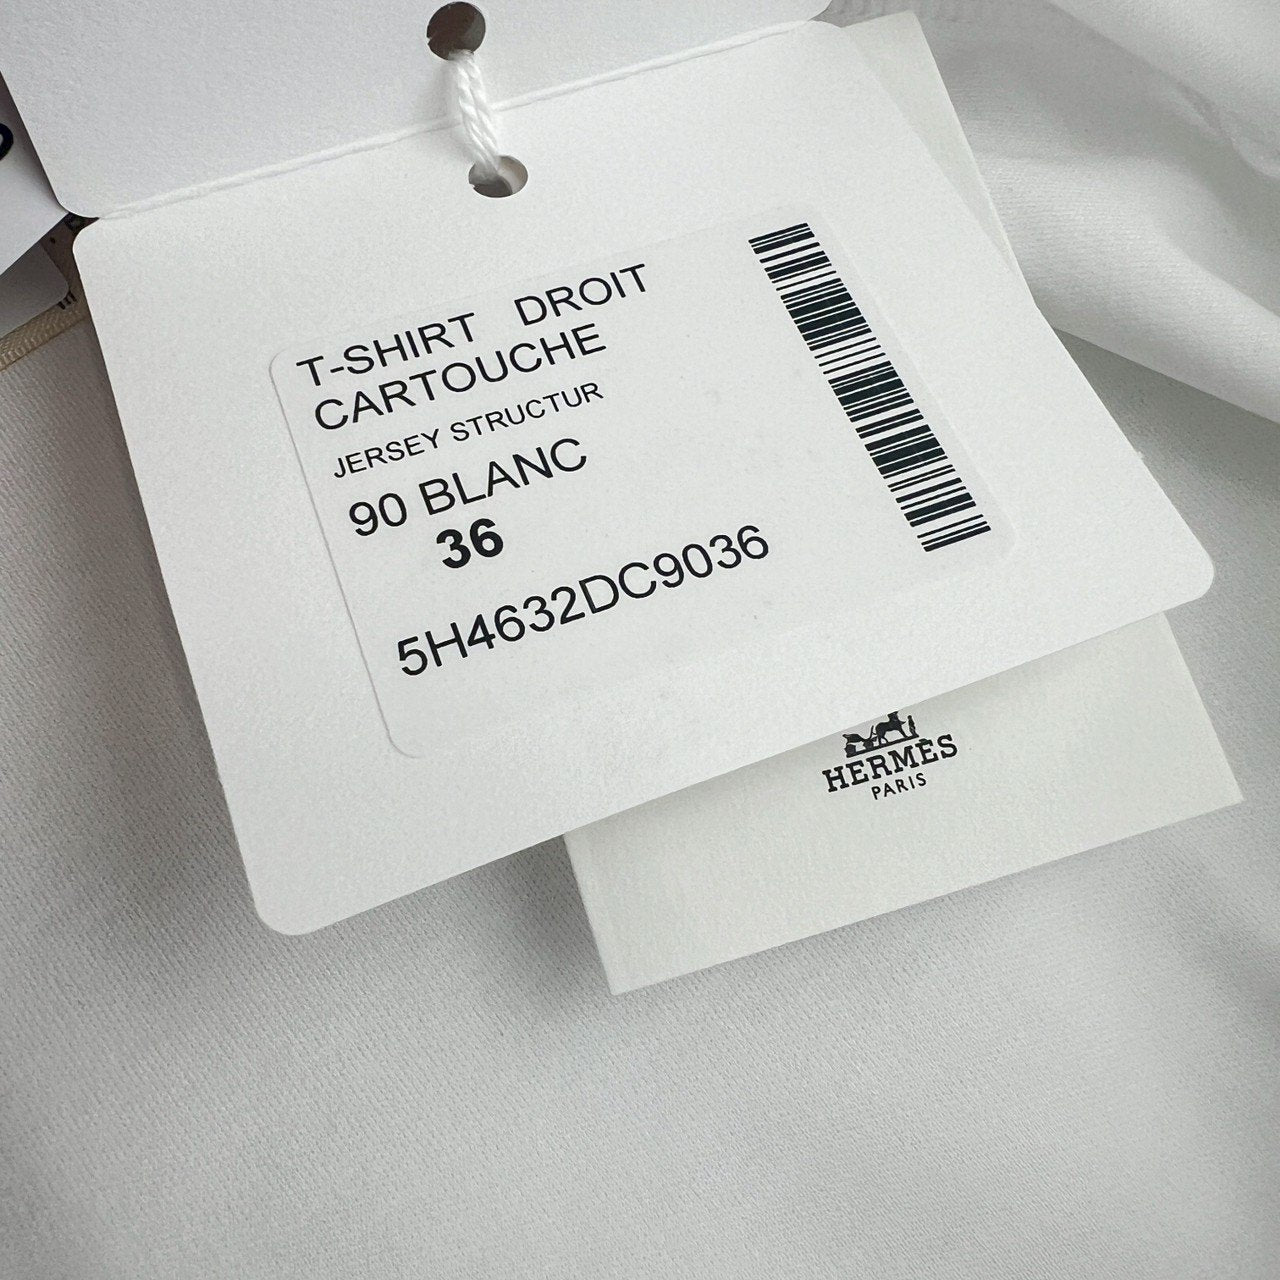 T-SHIRT DROIT
CARTOUCHE
JERSEY STRUCTUR
90 BLANC
36
5H4632DC9036
HERMÈS
PARIS